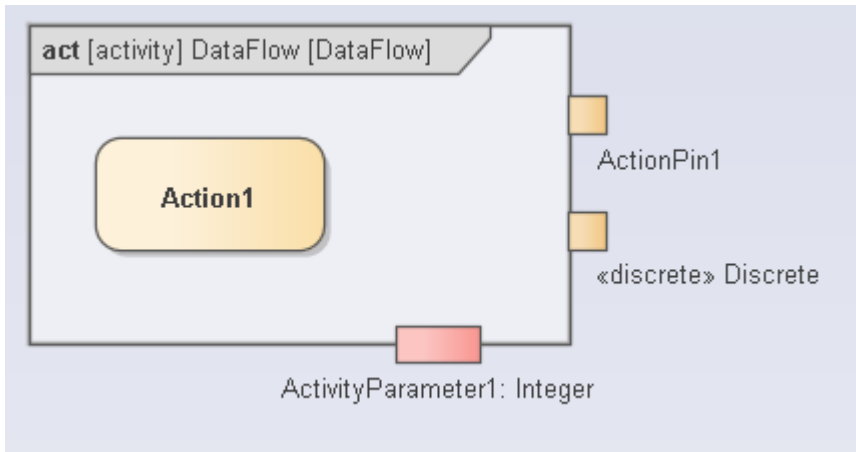 act [activity] DataFlow [DataFlow]
Action1
ActionPin1
«discrete» Discrete
ActivityParameter1: Integer